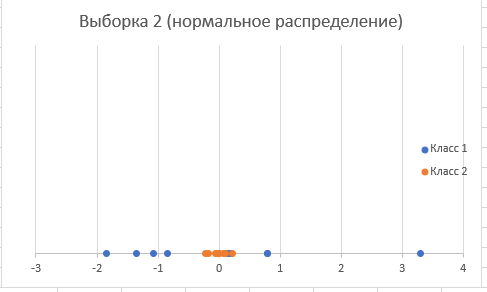 Выборка 2 (нормальное распределение)
Класс 1
Класс 2
-3 -2 -1 0 1 2 3 4